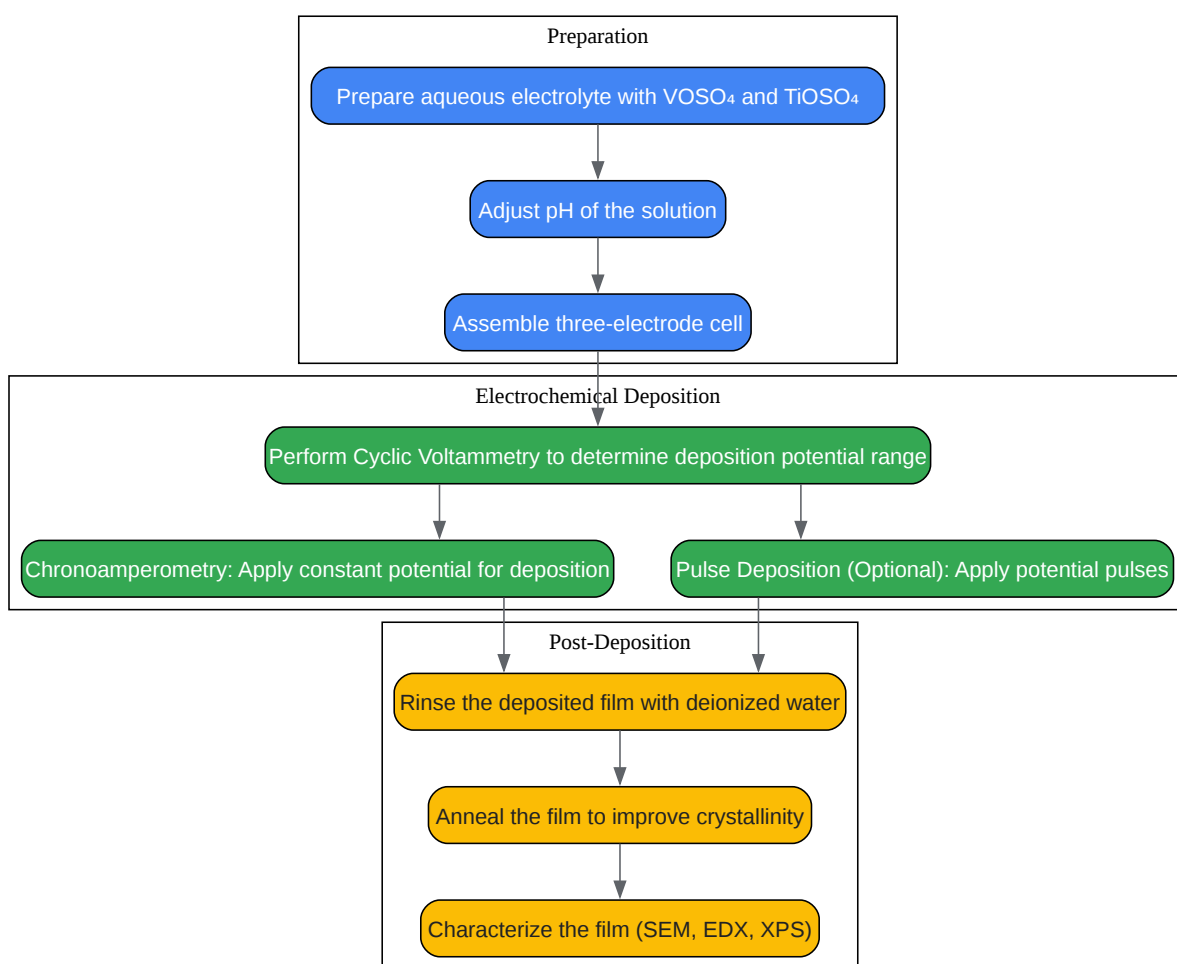 Preparation
Prepare aqueous electrolyte with VOSO₄ and TiOSO₄
Adjust pH of the solution
Assemble three-electrode cell
Electrochemical Deposition
Perform Cyclic Voltammetry to determine deposition potential range
Chronoamperometry: Apply constant potential for deposition
Pulse Deposition (Optional): Apply potential pulses
Post-Deposition
Rinse the deposited film with deionized water
Anneal the film to improve crystallinity
Characterize the film (SEM, EDX, XPS)